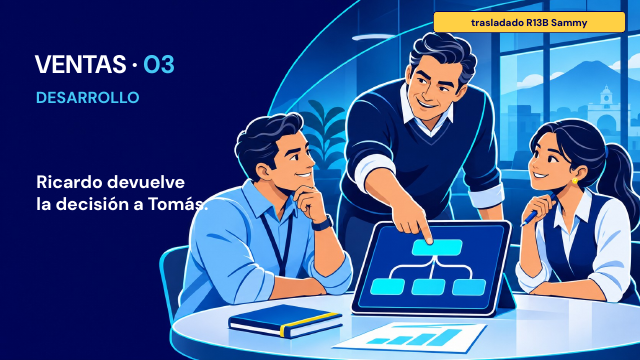 trasladado R13B Sammy
VENTAS · 03
DESARROLLO
Ricardo devuelve
la decisión a Tomás.